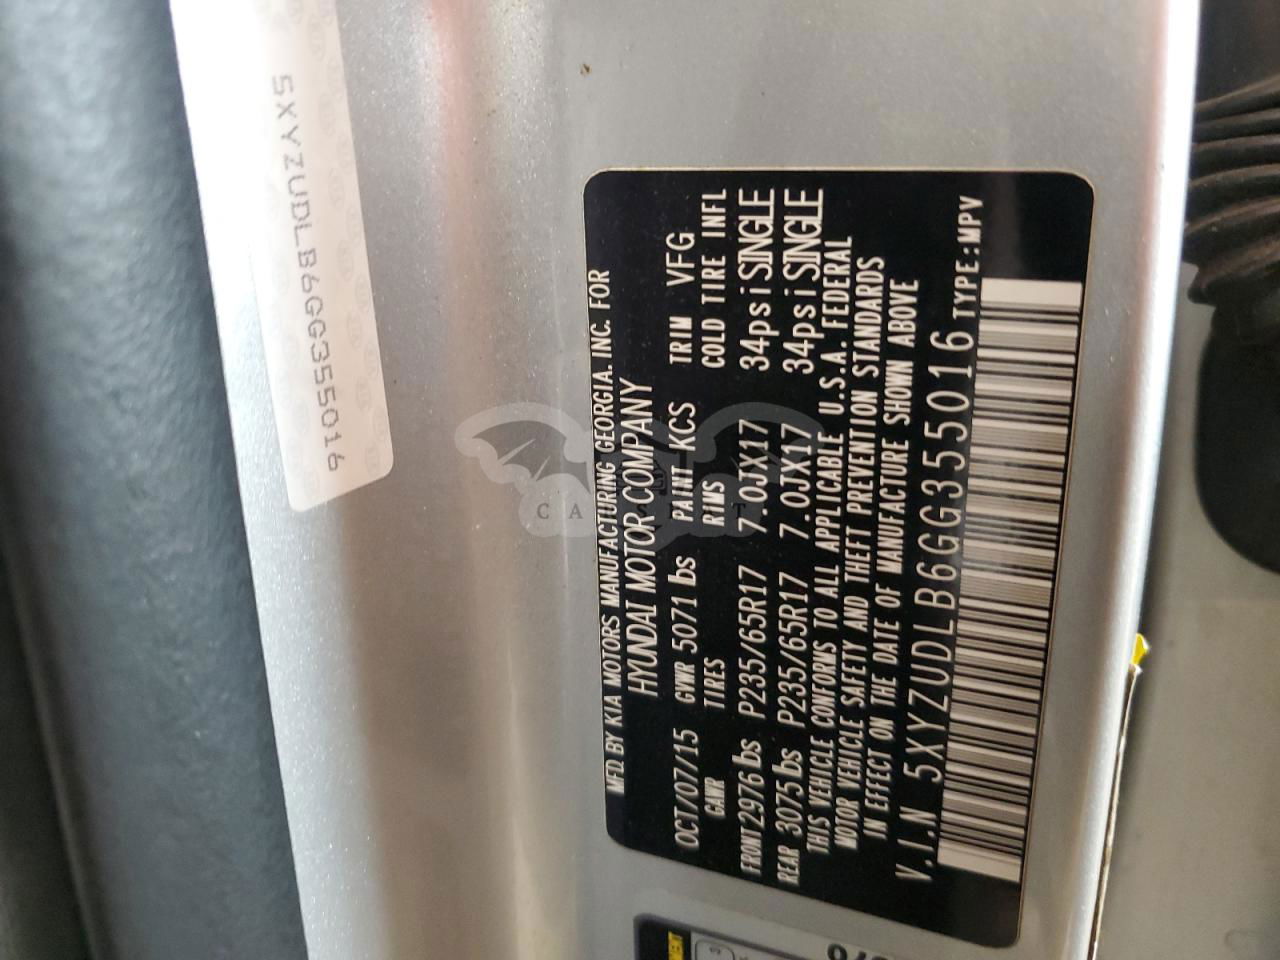 5XYZUDLB6GG355016
MFD BY KIA MOTORS MANUFACTURING GEORGIA. INC. FOR
HYUNDAI MOTOR COMPANY
OCT/07/15 GVWR 5071 lbs PAINT KCS TRIM VFG
GAWR TIRES RIMS COLD TIRE INFL
FRONT 2976 lbs P235/65R17 7.0JX17 34psi SINGLE
REAR 3075 lbs P235/65R17 7.0JX17 34psi SINGLE
THIS VEHICLE CONFORMS TO ALL APPLICABLE U.S.A. FEDERAL
MOTOR VEHICLE SAFETY AND THEFT PREVENTION STANDARDS
IN EFFECT ON THE DATE OF MANUFACTURE SHOWN ABOVE
V.I.N 5XYZUDLB6GG355016 TYPE:MPV